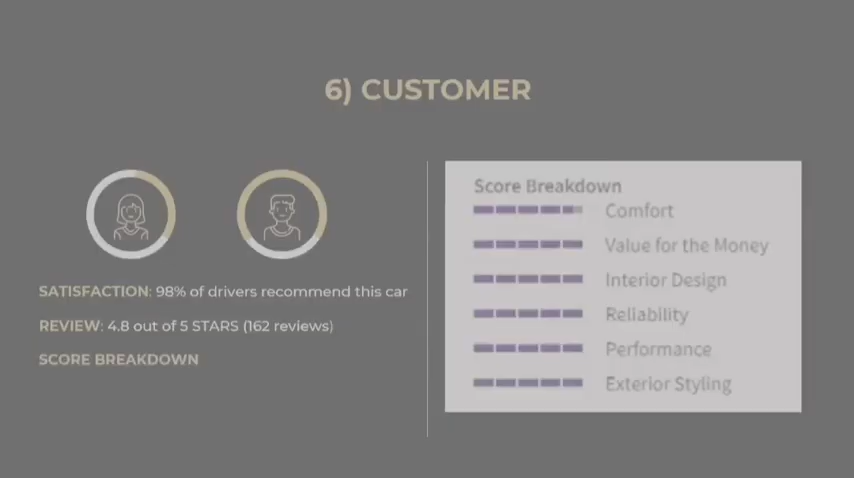 6) CUSTOMER
SATISFACTION: 98% of drivers recommend this car
REVIEW: 4.8 out of 5 STARS (162 reviews)
SCORE BREAKDOWN
Score Breakdown
Comfort
Value for the Money
Interior Design
Reliability
Performance
Exterior Styling